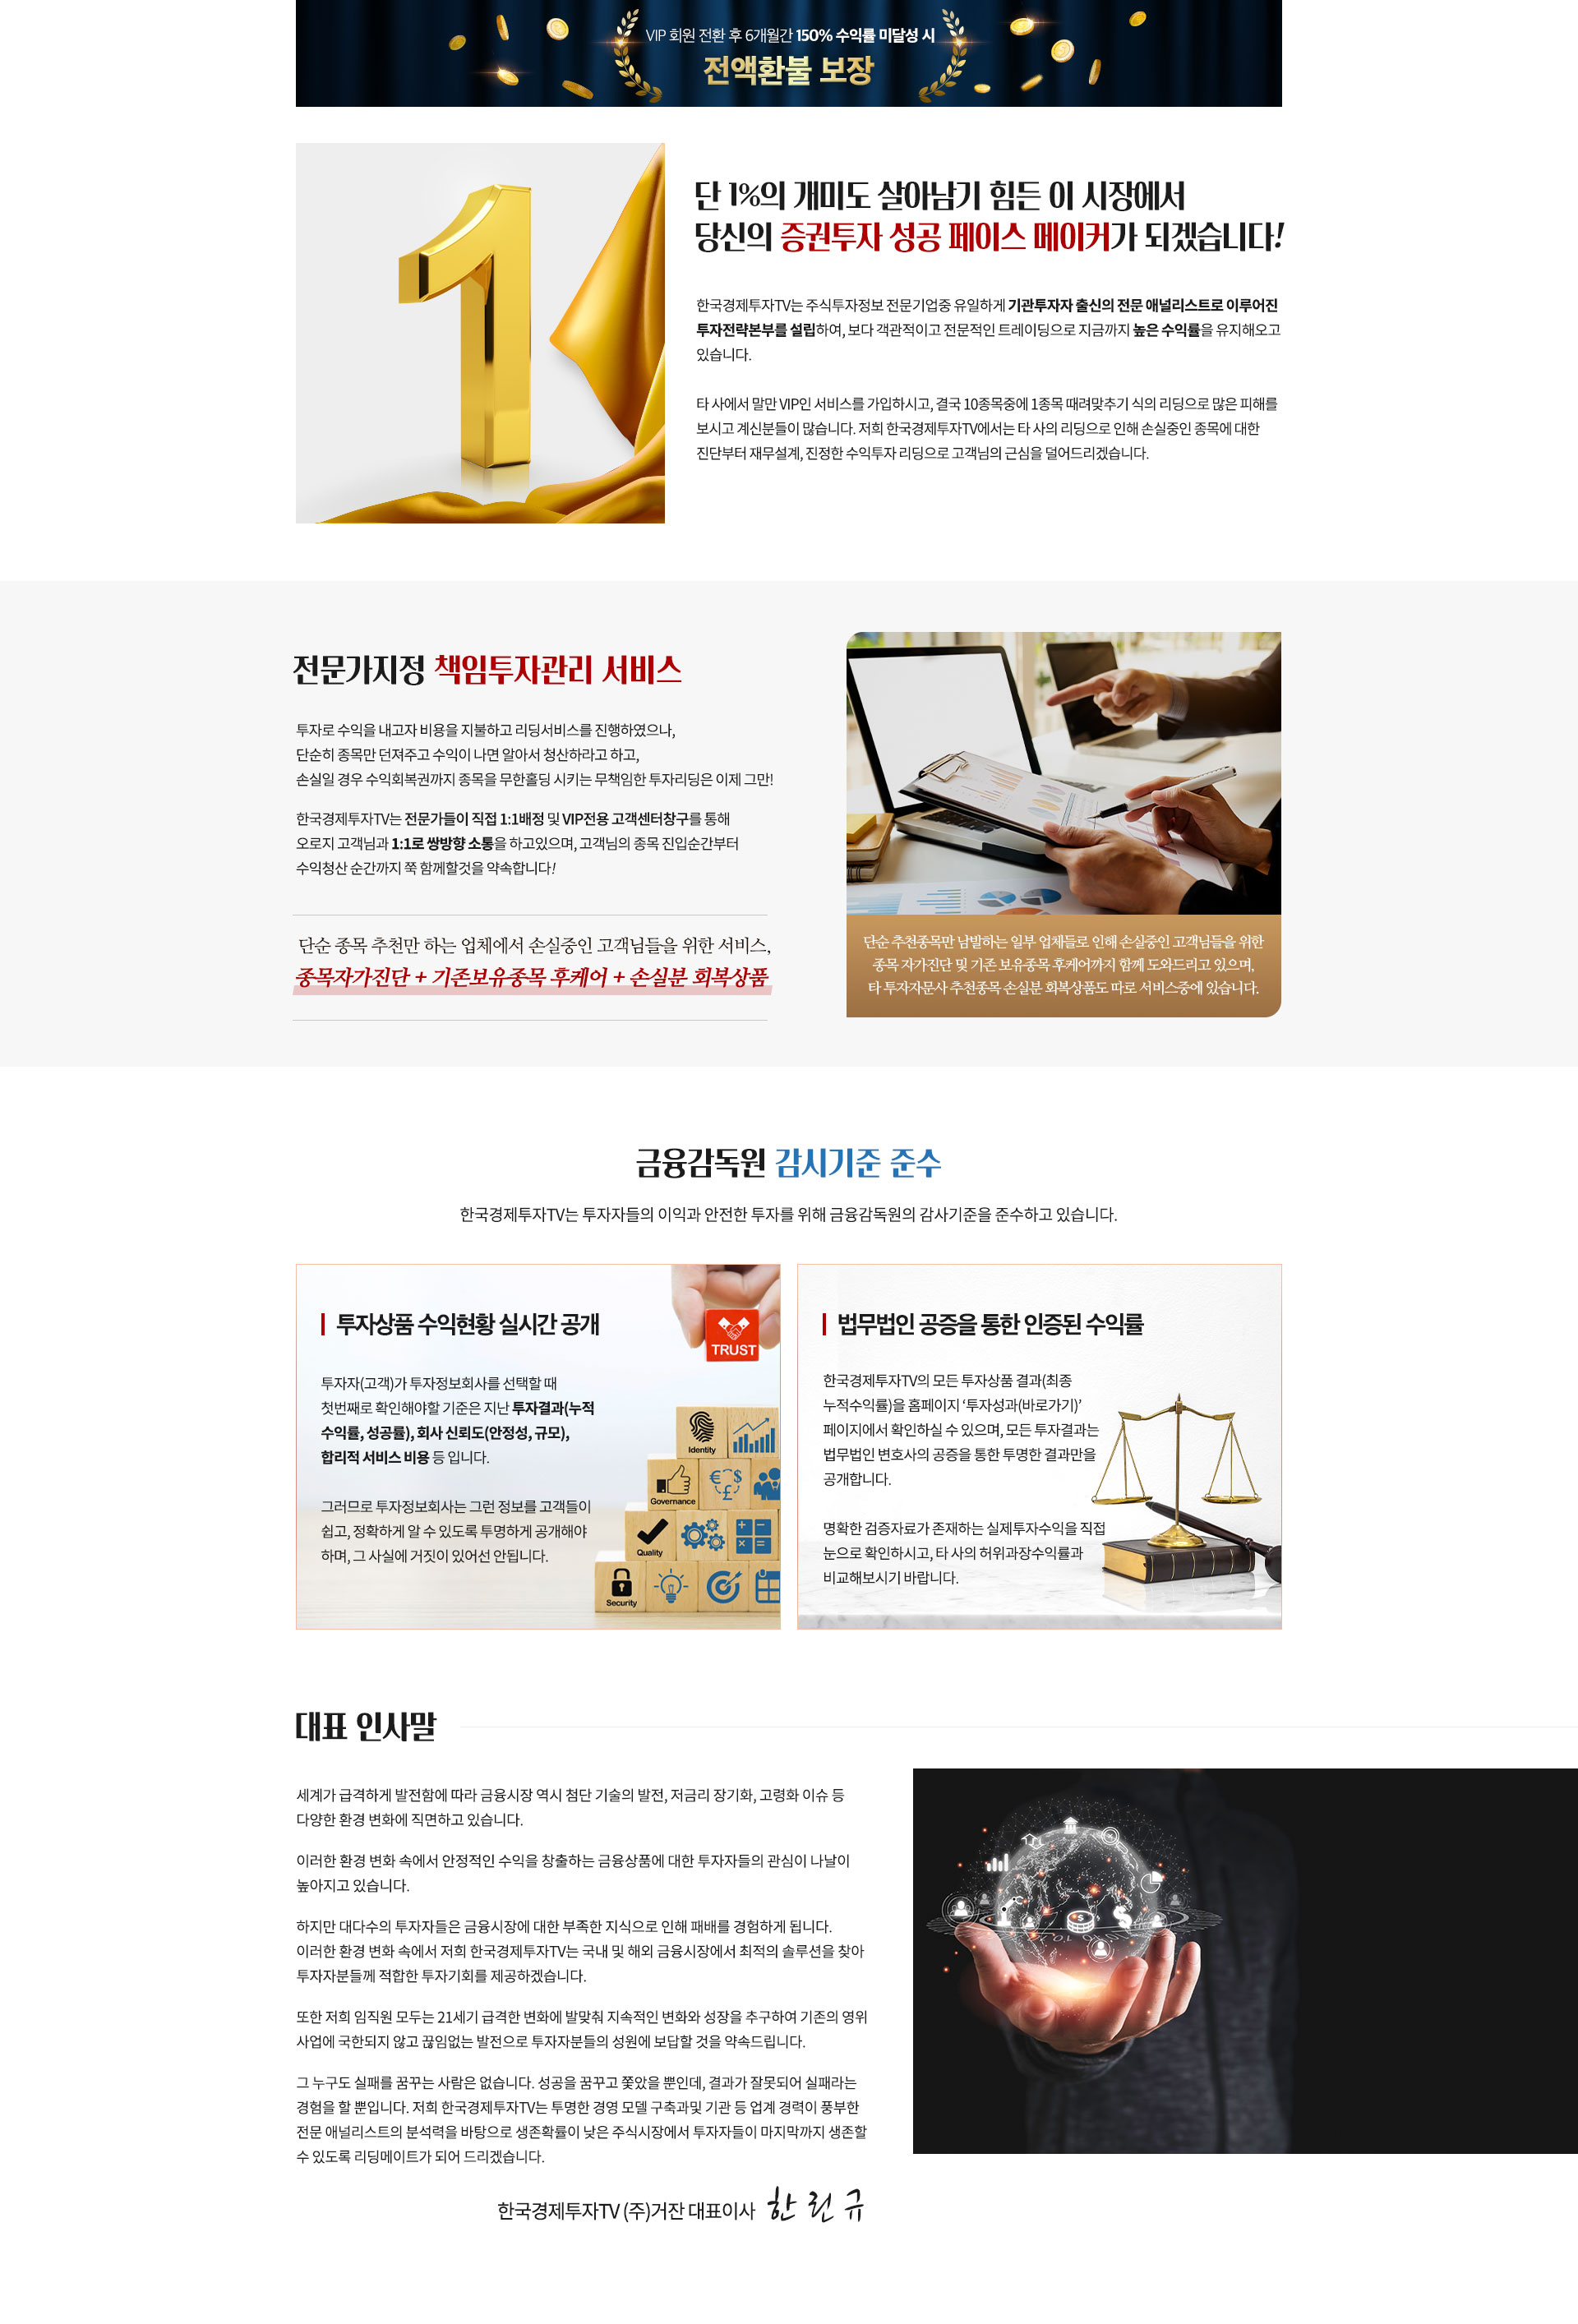 VIP 회원 전환 후 6개월간 150% 수익률 미달성 시
전액환불 보장
단 1%의 개미도 살아남기 힘든 이 시장에서
당신의 증권투자 성공 페이스 메이커가 되겠습니다!
한국경제투자TV는 주식투자정보 전문기업중 유일하게 기관투자자 출신의 전문 애널리스트로 이루어진
투자전략본부를 설립하여, 보다 객관적이고 전문적인 트레이딩으로 지금까지 높은 수익률을 유지해오고
있습니다.
타 사에서 말만 VIP인 서비스를 가입하시고, 결국 10종목중에 1종목 때려맞추기 식의 리딩으로 많은 피해를
보시고 계신분들이 많습니다. 저희 한국경제투자TV에서는 타 사의 리딩으로 인해 손실중인 종목에 대한
진단부터 재무설계, 진정한 수익투자 리딩으로 고객님의 근심을 덜어드리겠습니다.
전문가지정 책임투자관리 서비스
투자로 수익을 내고자 비용을 지불하고 리딩서비스를 진행하였으나,
단순히 종목만 던져주고 수익이 나면 알아서 청산하라고 하고,
손실일 경우 수익회복권까지 종목을 무한홀딩 시키는 무책임한 투자리딩은 이제 그만!
한국경제투자TV는 전문가들이 직접 1:1배정 및 VIP전용 고객센터창구를 통해
오로지 고객님과 1:1로 쌍방향 소통을 하고있으며, 고객님의 종목 진입순간부터
수익청산 순간까지 쭉 함께할것을 약속합니다!
단순 종목 추천만 하는 업체에서 손실중인 고객님들을 위한 서비스,
종목자가진단 + 기존보유종목 후케어 + 손실분 회복상품
단순 추천종목만 남발하는 일부 업체들로 인해 손실중인 고객님들을 위한
종목 자가진단 및 기존 보유종목 후케어까지 함께 도와드리고 있으며,
타 투자자문사 추천종목 손실분 회복상품도 따로 서비스중에 있습니다.
금융감독원 감시기준 준수
한국경제투자TV는 투자자들의 이익과 안전한 투자를 위해 금융감독원의 감사기준을 준수하고 있습니다.
투자상품 수익현황 실시간 공개
투자자(고객)가 투자정보회사를 선택할 때
첫번째로 확인해야할 기준은 지난 투자결과(누적
수익률, 성공률), 회사 신뢰도(안정성, 규모),
합리적 서비스 비용 등 입니다.
그러므로 투자정보회사는 그런 정보를 고객들이
쉽고, 정확하게 알 수 있도록 투명하게 공개해야
하며, 그 사실에 거짓이 있어선 안됩니다.
TRUST
Identity
Governance
Quality
Security
법무법인 공증을 통한 인증된 수익률
한국경제투자TV의 모든 투자상품 결과(최종
누적수익률)을 홈페이지 ‘투자성과(바로가기)’
페이지에서 확인하실 수 있으며, 모든 투자결과는
법무법인 변호사의 공증을 통한 투명한 결과만을
공개합니다.
명확한 검증자료가 존재하는 실제투자수익을 직접
눈으로 확인하시고, 타 사의 허위과장수익률과
비교해보시기 바랍니다.
대표 인사말
세계가 급격하게 발전함에 따라 금융시장 역시 첨단 기술의 발전, 저금리 장기화, 고령화 이슈 등
다양한 환경 변화에 직면하고 있습니다.
이러한 환경 변화 속에서 안정적인 수익을 창출하는 금융상품에 대한 투자자들의 관심이 나날이
높아지고 있습니다.
하지만 대다수의 투자자들은 금융시장에 대한 부족한 지식으로 인해 패배를 경험하게 됩니다.
이러한 환경 변화 속에서 저희 한국경제투자TV는 국내 및 해외 금융시장에서 최적의 솔루션을 찾아
투자자분들께 적합한 투자기회를 제공하겠습니다.
또한 저희 임직원 모두는 21세기 급격한 변화에 발맞춰 지속적인 변화와 성장을 추구하여 기존의 영위
사업에 국한되지 않고 끊임없는 발전으로 투자자분들의 성원에 보답할 것을 약속드립니다.
그 누구도 실패를 꿈꾸는 사람은 없습니다. 성공을 꿈꾸고 쫓았을 뿐인데, 결과가 잘못되어 실패라는
경험을 할 뿐입니다. 저희 한국경제투자TV는 투명한 경영 모델 구축과및 기관 등 업계 경력이 풍부한
전문 애널리스트의 분석력을 바탕으로 생존확률이 낮은 주식시장에서 투자자들이 마지막까지 생존할
수 있도록 리딩메이트가 되어 드리겠습니다.
한국경제투자TV (주)거잔 대표이사 한 린 규